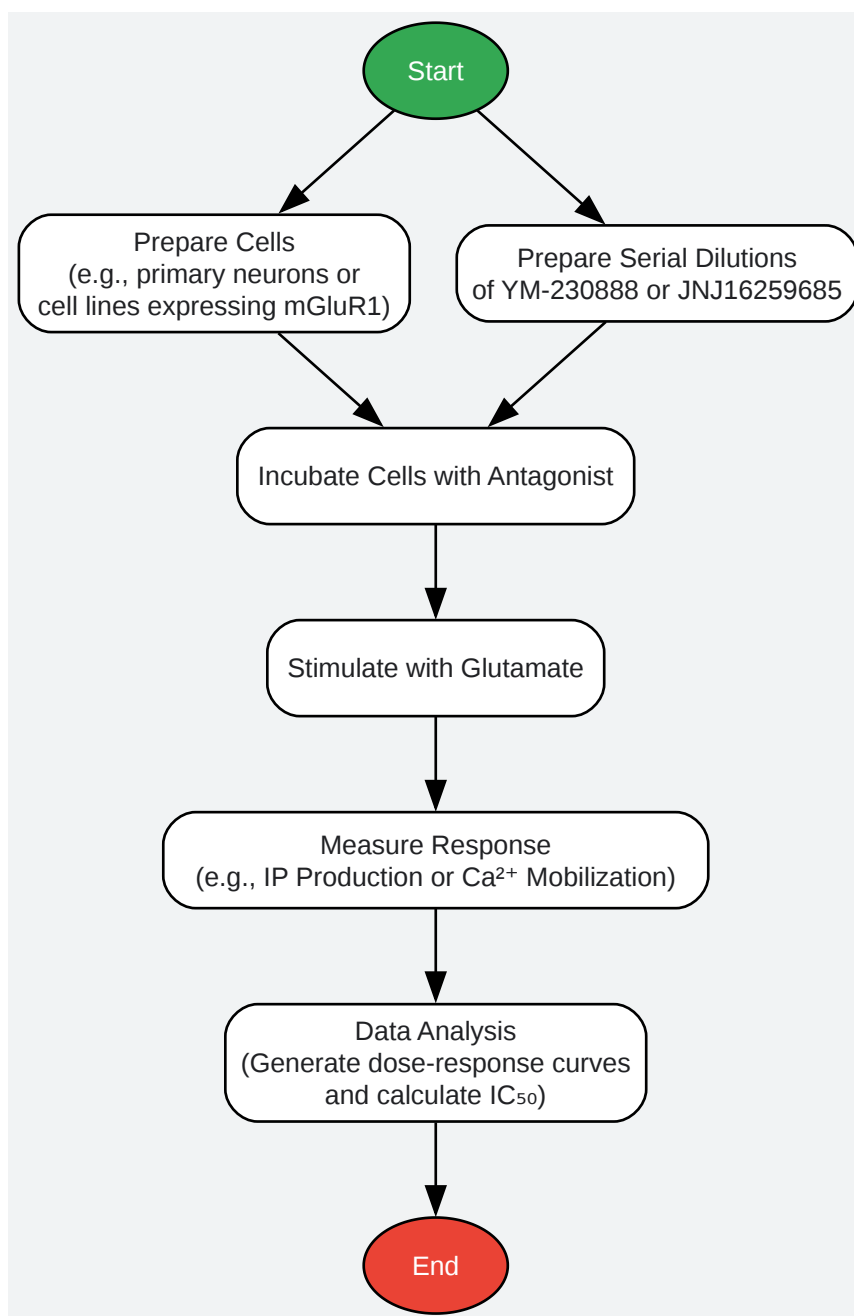 Start
Prepare Cells
(e.g., primary neurons or
cell lines expressing mGluR1)
Prepare Serial Dilutions
of YM-230888 or JNJ16259685
Incubate Cells with Antagonist
Stimulate with Glutamate
Measure Response
(e.g., IP Production or Ca²⁺ Mobilization)
Data Analysis
(Generate dose-response curves
and calculate IC₅₀)
End